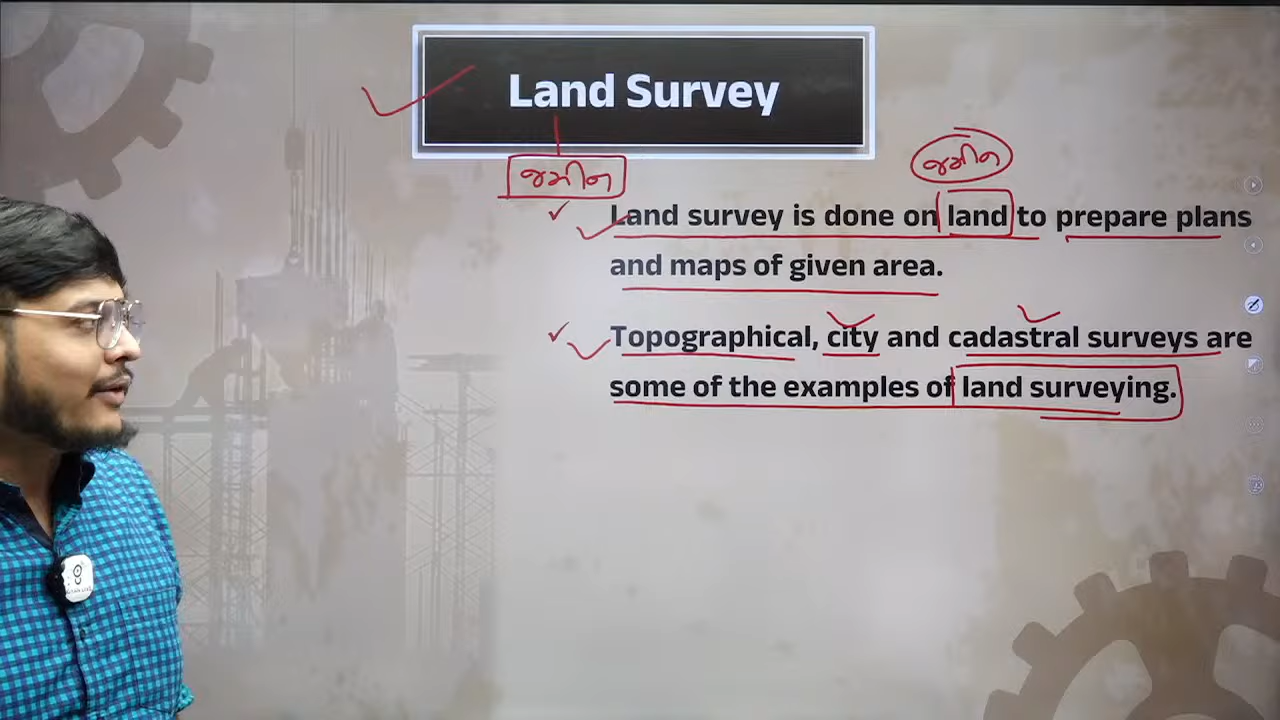 Land Survey
જમીન
જમીન
Land survey is done on land to prepare plans
and maps of given area.
Topographical, city and cadastral surveys are
some of the examples of land surveying.